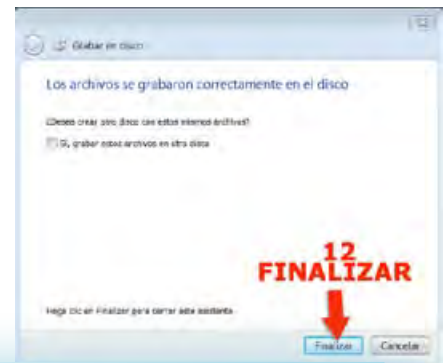 Grabar en disco
Los archivos se grabaron correctamente en el disco
¿Desea crear otro disco con estos mismos archivos?
Sí, grabar estos archivos en otro disco
12
FINALIZAR
Haga clic en Finalizar para cerrar este asistente.
Finalizar
Cancelar